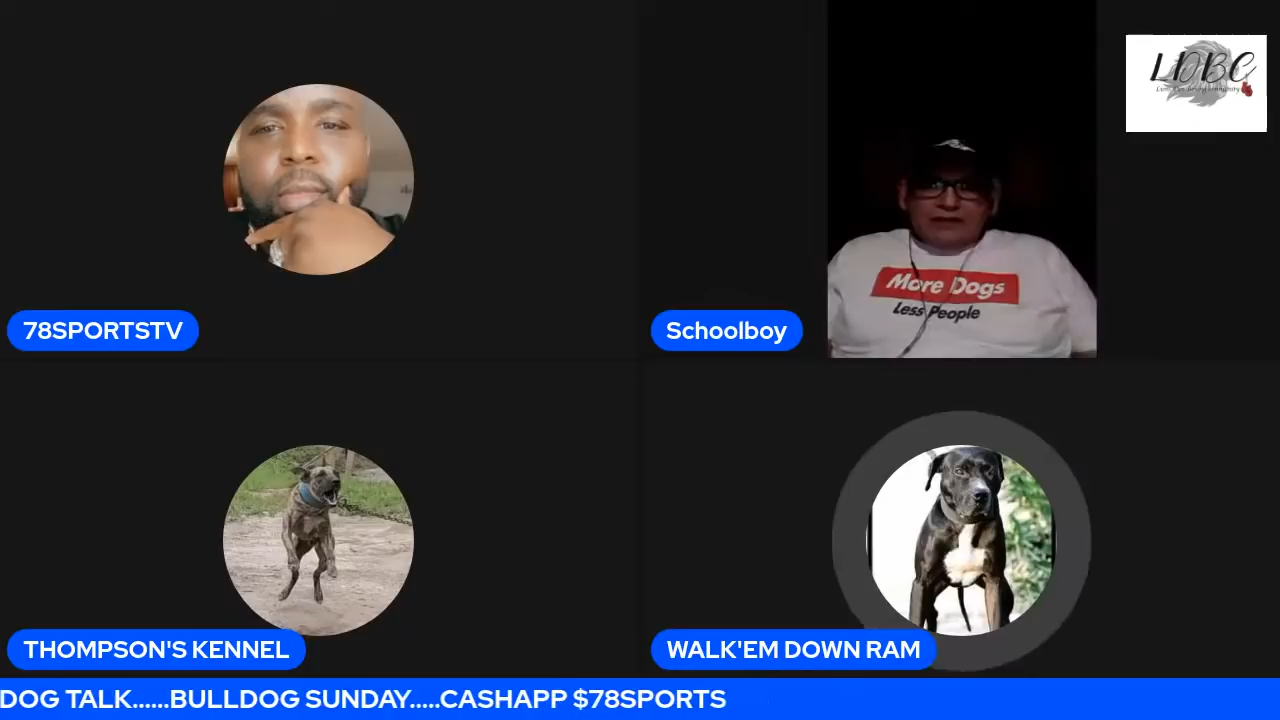 LDBC
78SPORTSTV
Schoolboy
More Dogs
Less People
THOMPSON'S KENNEL
WALK'EM DOWN RAM
DOG TALK......BULLDOG SUNDAY.....CASHAPP $78SPORTS